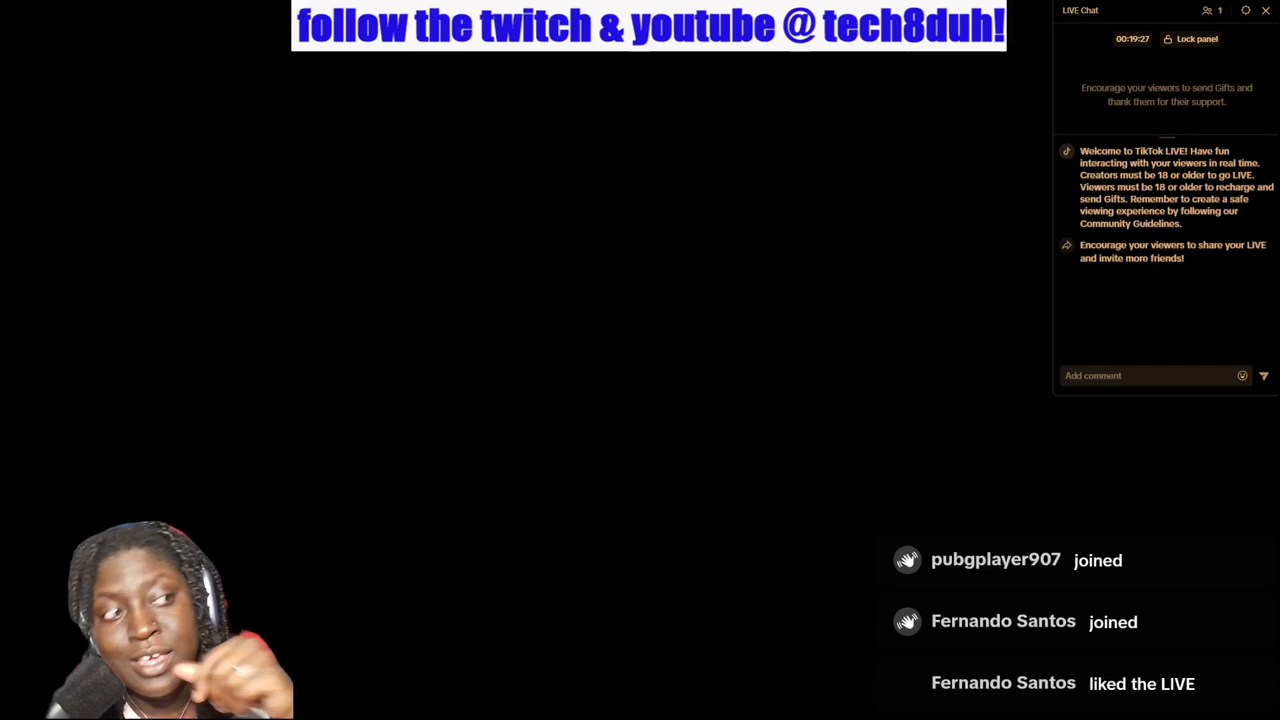 follow the twitch & youtube @ tech8duh!
LIVE Chat
1
00:19:27
Lock panel
Encourage your viewers to send Gifts and
thank them for their support.
Welcome to TikTok LIVE! Have fun
interacting with your viewers in real time.
Creators must be 18 or older to go LIVE.
Viewers must be 18 or older to recharge and
send Gifts. Remember to create a safe
viewing experience by following our
Community Guidelines.
Encourage your viewers to share your LIVE
and invite more friends!
Add comment
pubgplayer907 joined
Fernando Santos joined
Fernando Santos liked the LIVE